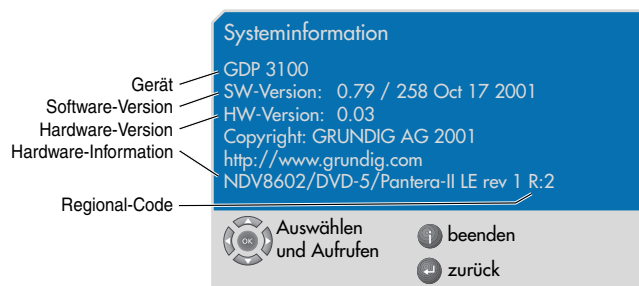 Systeminformation
Gerät
GDP 3100
Software-Version
SW-Version: 0.79 / 258 Oct 17 2001
Hardware-Version
HW-Version: 0.03
Copyright: GRUNDIG AG 2001
Hardware-Information
http://www.grundig.com
NDV8602/DVD-5/Pantera-II LE rev 1 R:2
Regional-Code
OK
Auswählen
und Aufrufen
i
beenden
zurück